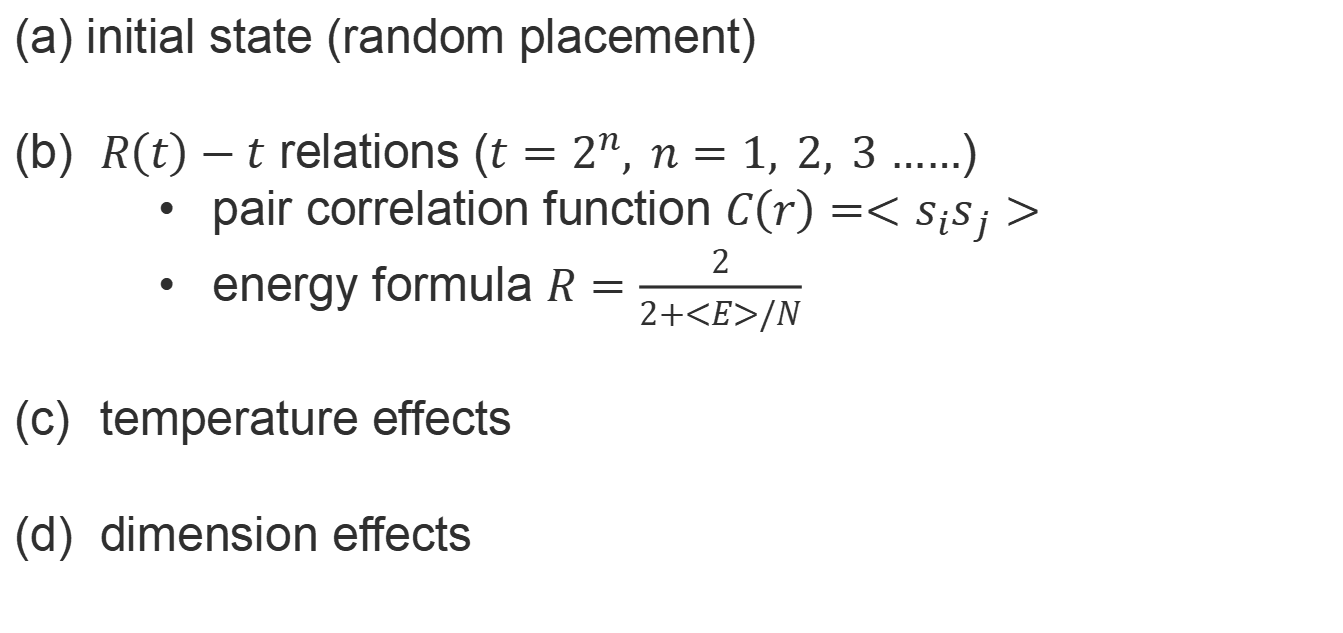 (a) initial state (random placement)
(b) R(t) − t relations (t = 2ⁿ, n = 1, 2, 3 ......)
• pair correlation function C(r) =< sᵢsⱼ >
• energy formula R = 2/(2+<E>/N)
(c) temperature effects
(d) dimension effects